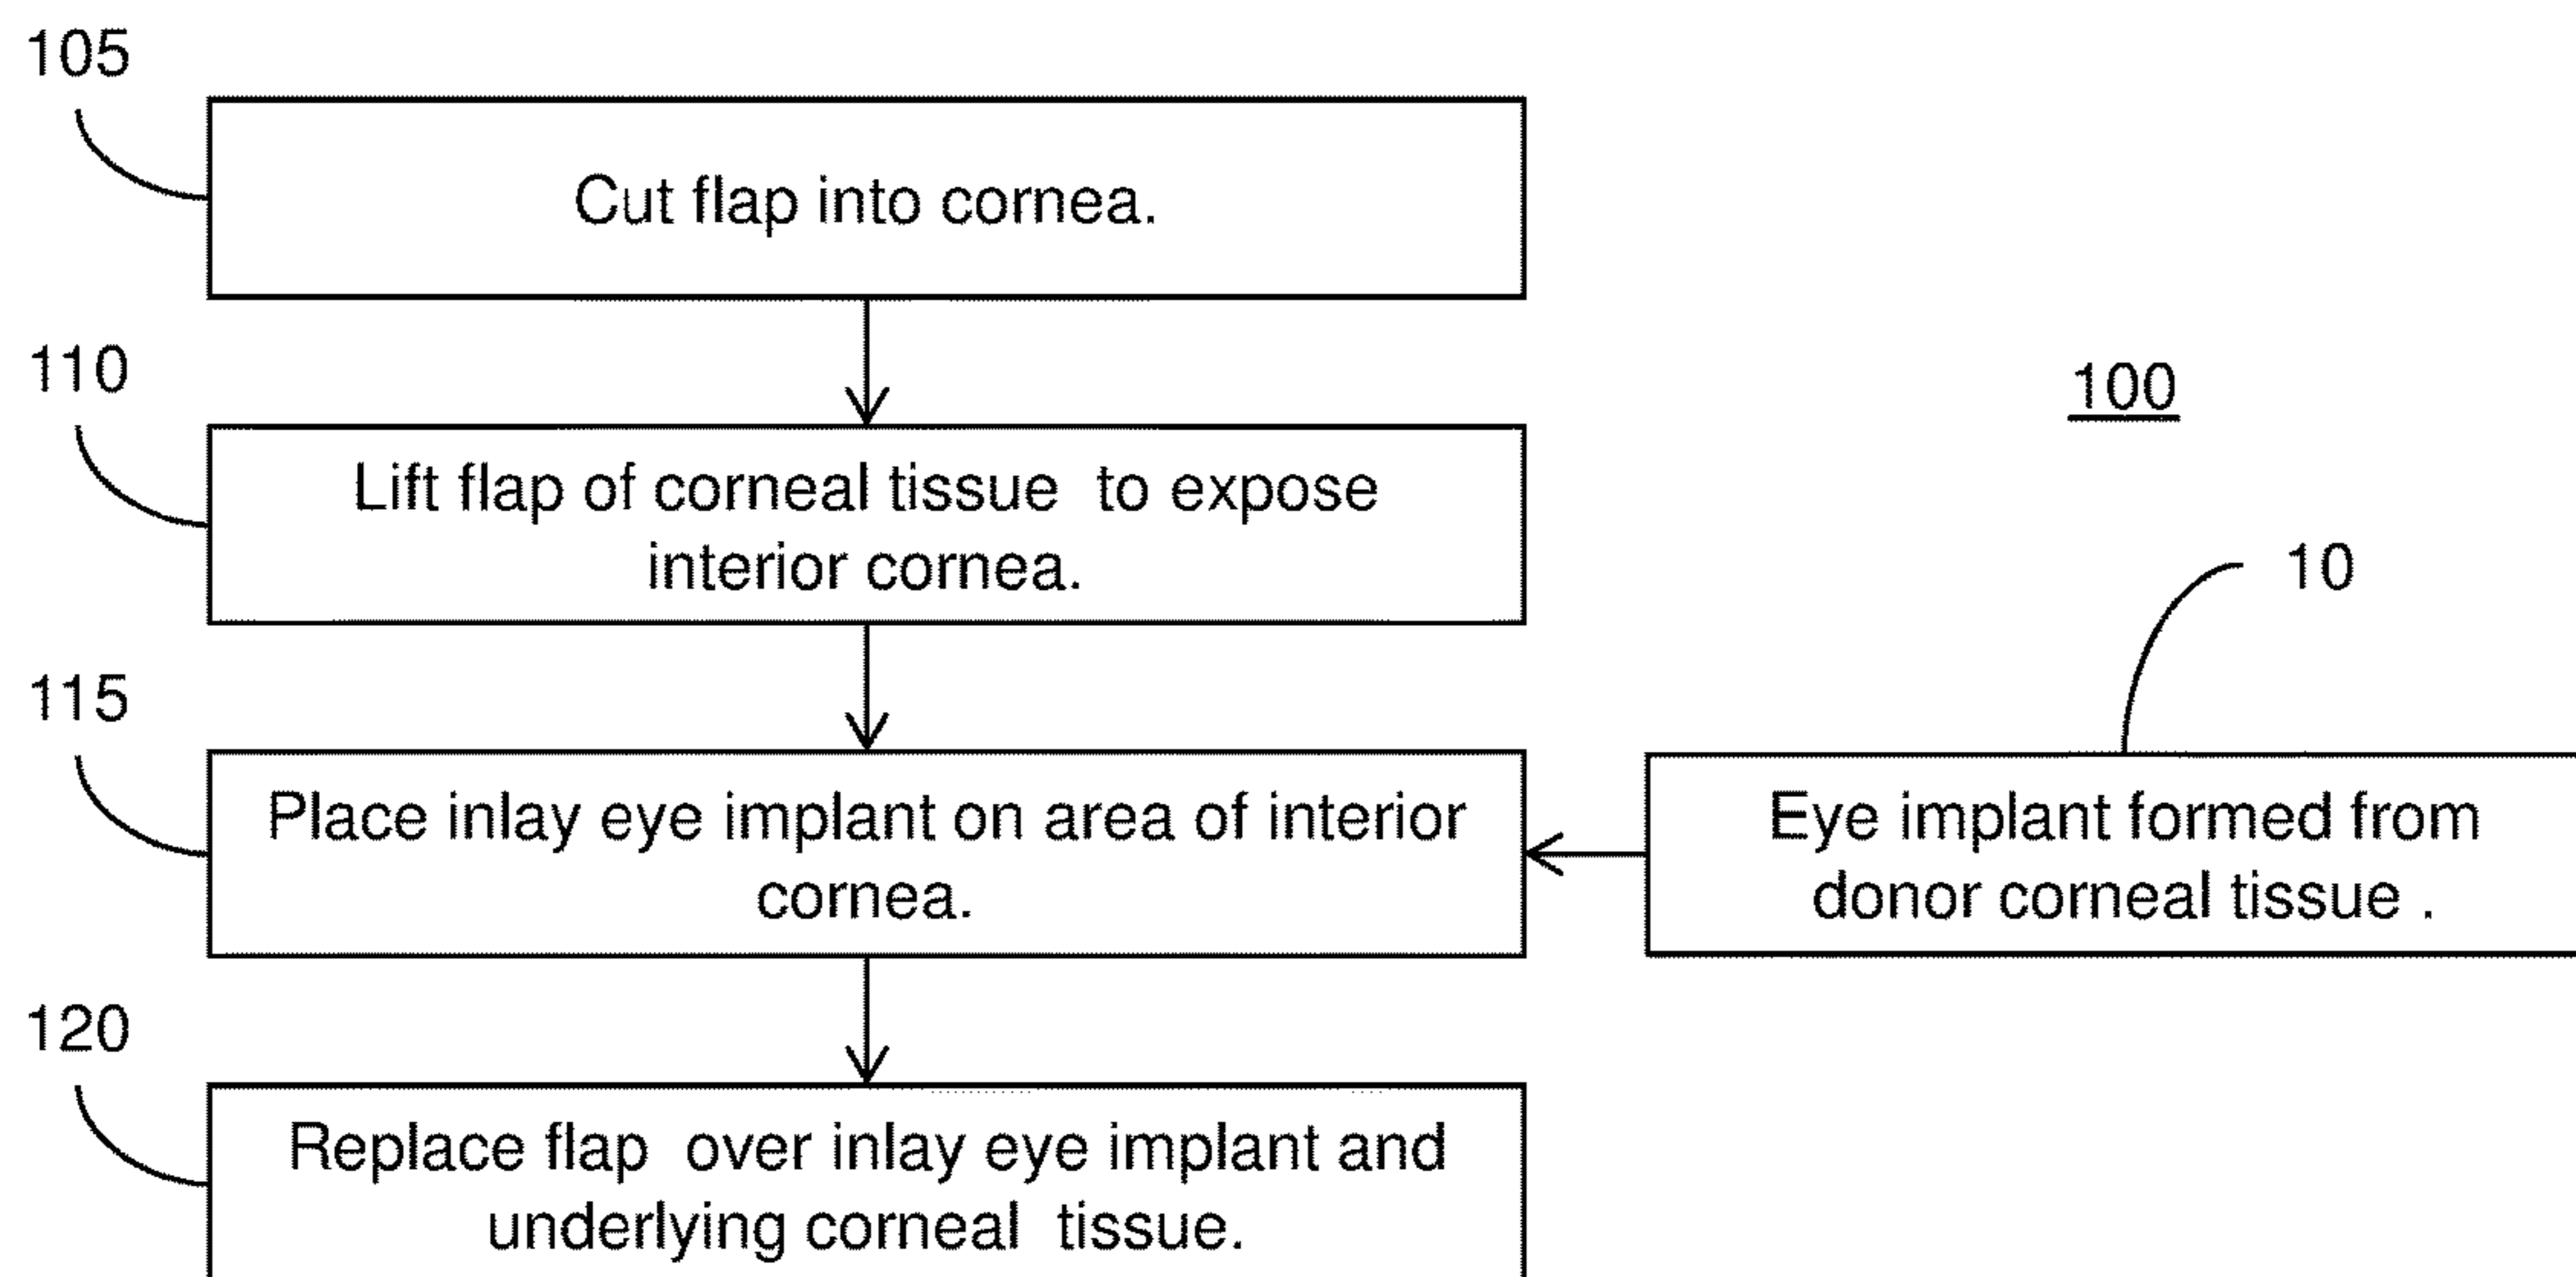 105
Cut flap into cornea.
110
Lift flap of corneal tissue to expose
interior cornea.
100
10
115
Place inlay eye implant on area of interior
cornea.
Eye implant formed from
donor corneal tissue .
120
Replace flap over inlay eye implant and
underlying corneal tissue.